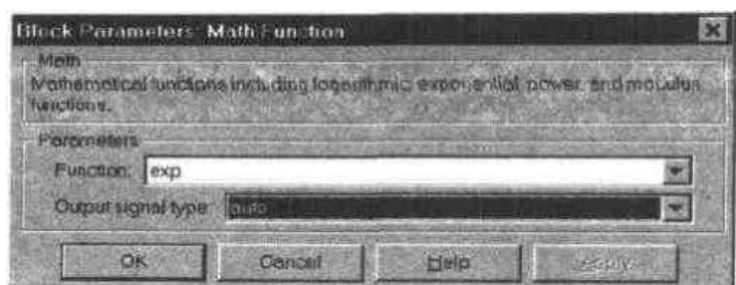 Block Parameters: Math Function
Math
Mathematical functions including logarithmic, exponential, power, and modulus
functions.
Parameters
Function: exp
Output signal type: auto
OK Cancel Help Apply